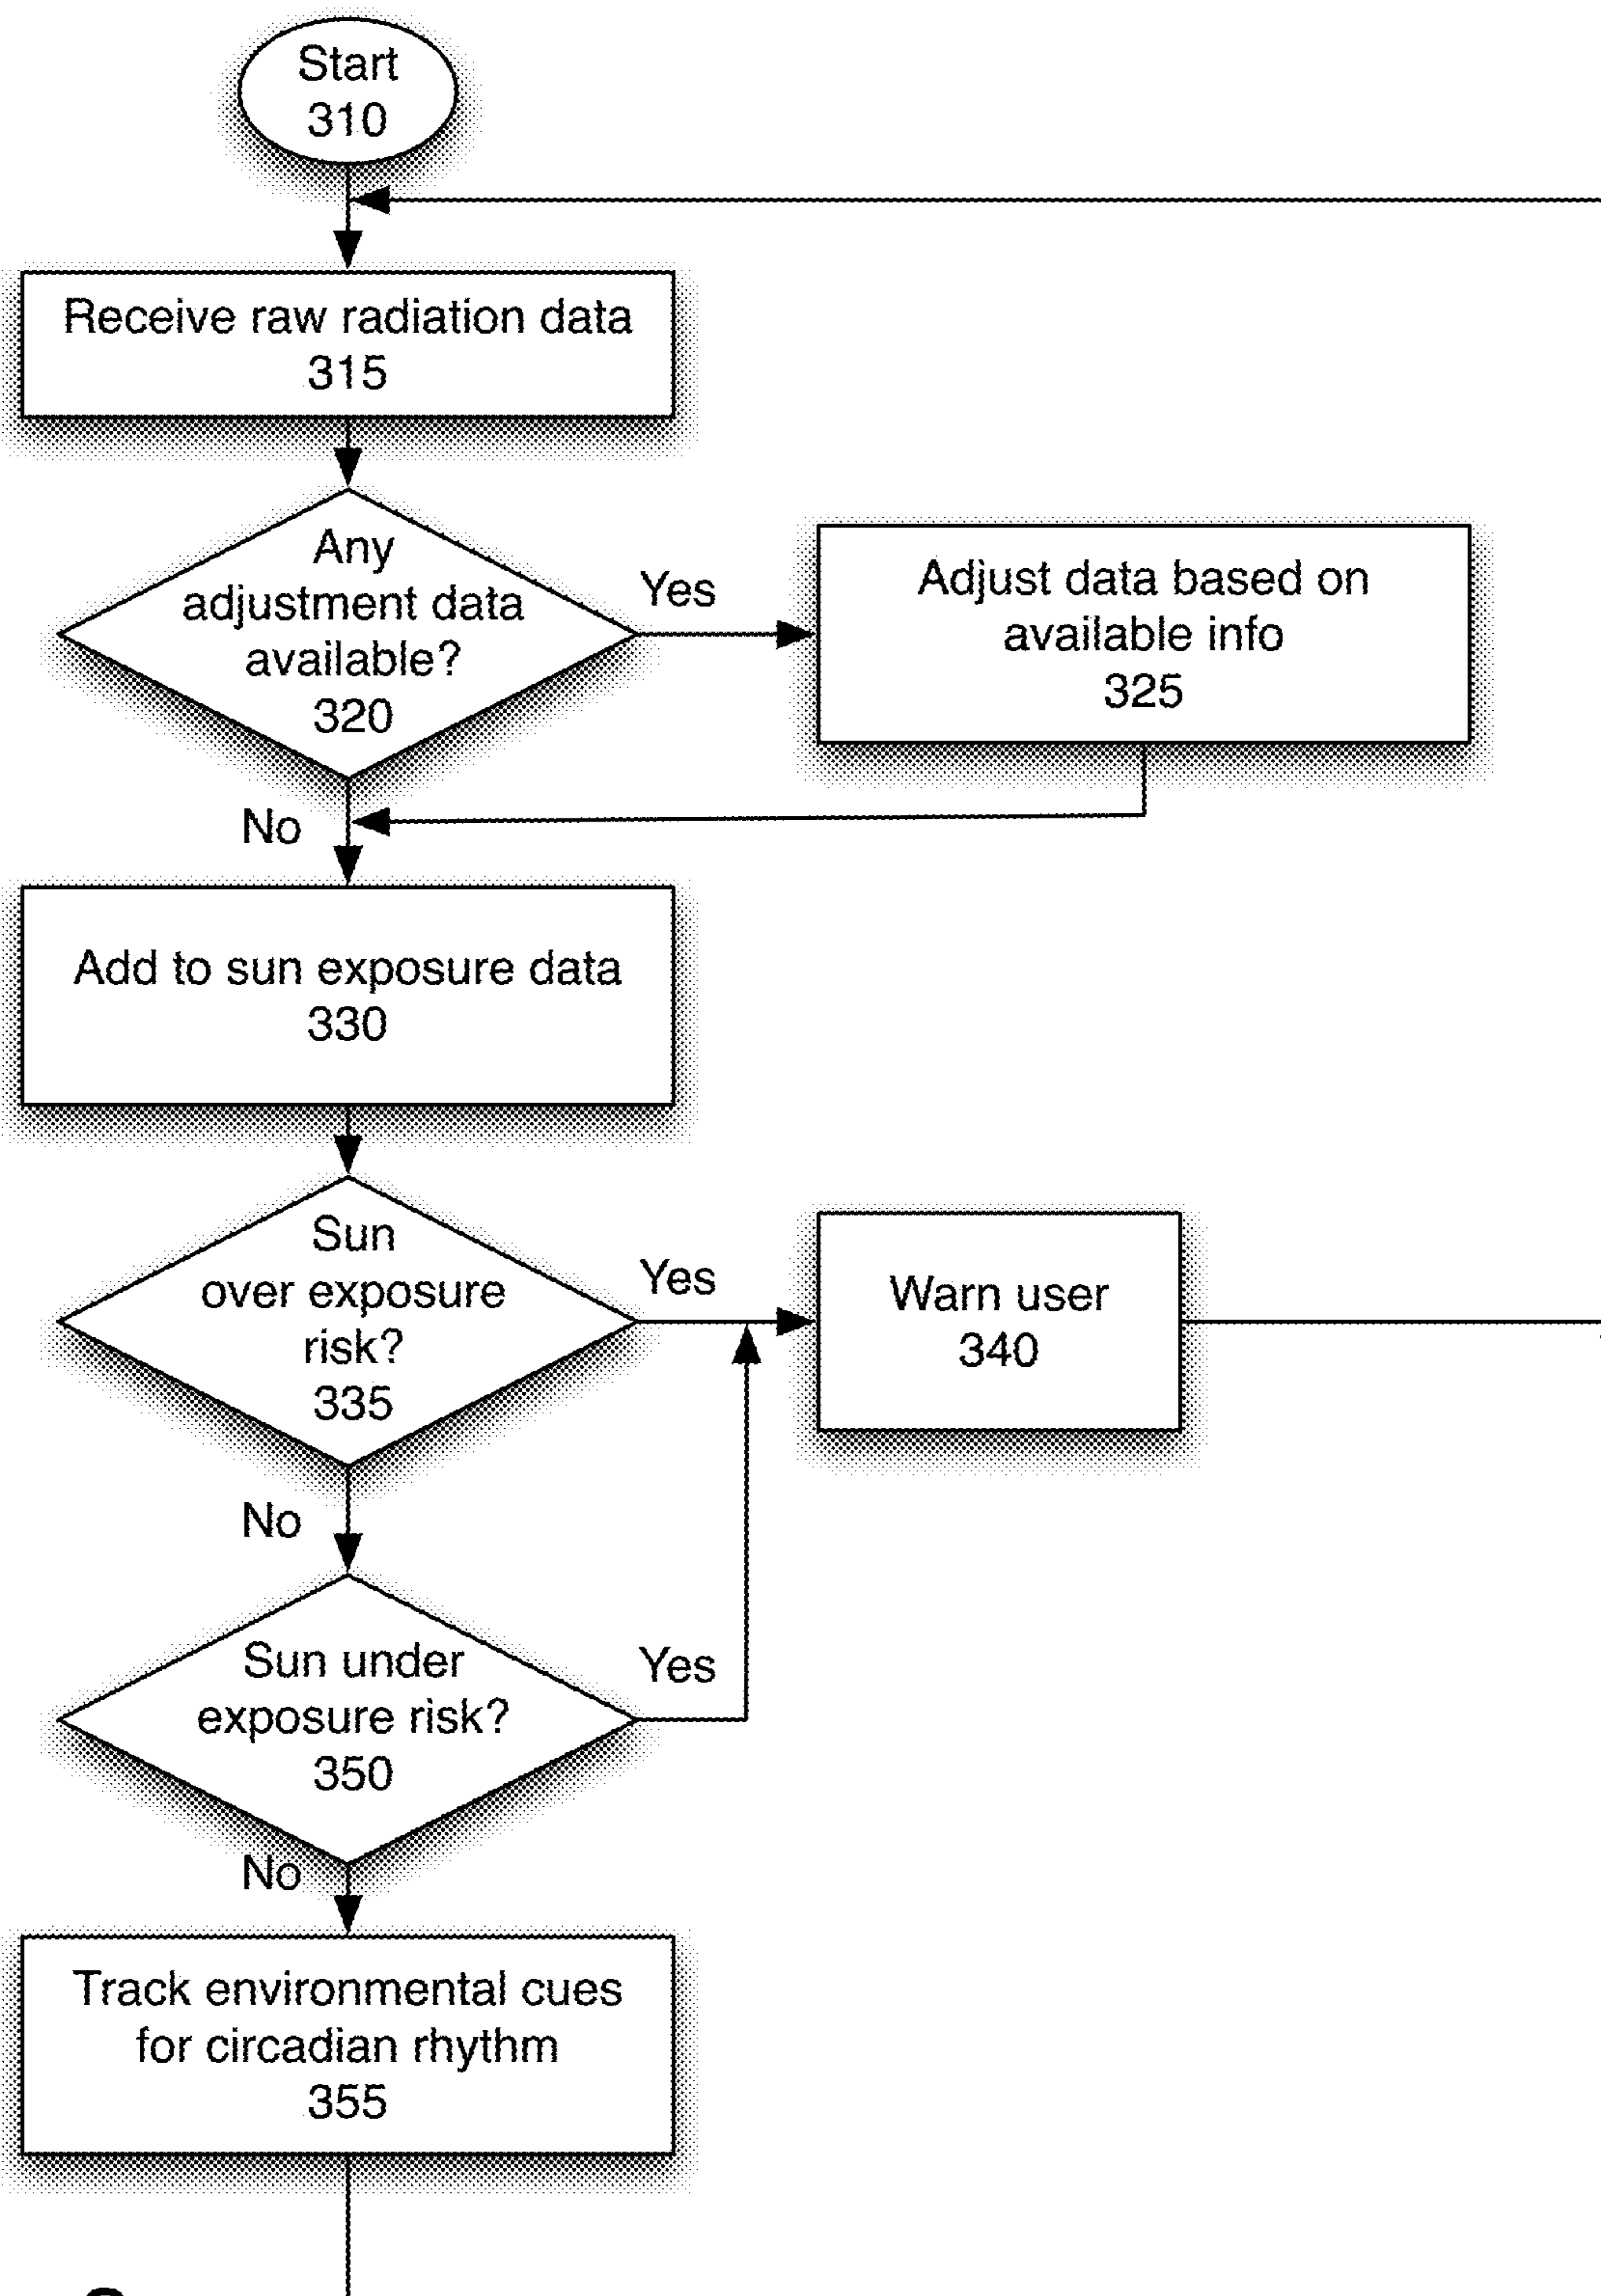 Start
310
Receive raw radiation data
315
Any
adjustment data
available?
320
Yes
Adjust data based on
available info
325
No
Add to sun exposure data
330
Sun
over exposure
risk?
335
Yes
Warn user
340
No
Sun under
exposure risk?
350
Yes
No
Track environmental cues
for circadian rhythm
355